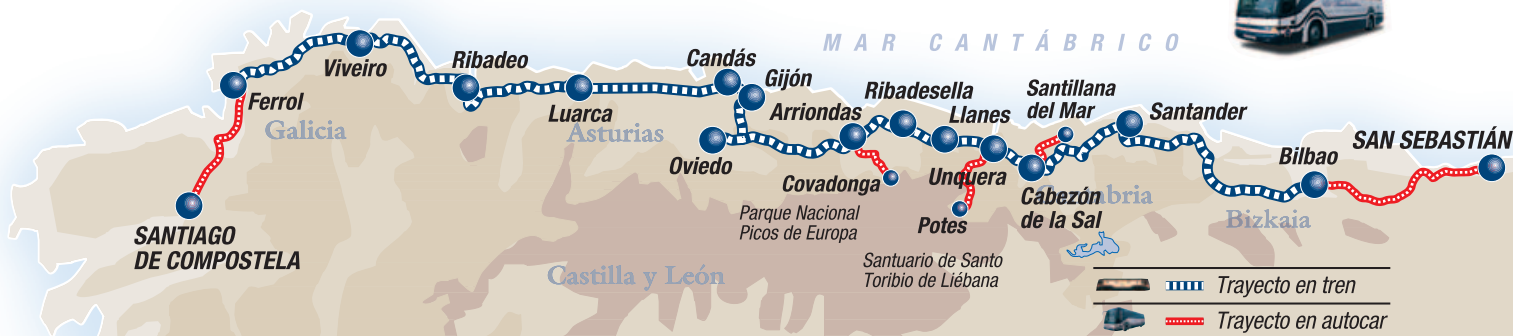 MAR CANTÁBRICO
Viveiro
Ribadeo
Candás
Gijón
Ferrol
Galicia
Luarca
Asturias
Arriondas
Ribadesella
Llanes
Santillana
del Mar
Santander
Bilbao
SAN SEBASTIÁN
Oviedo
Covadonga
Unquera
Cabezón
de la Sal
Cantabria
Bizkaia
Parque Nacional
Picos de Europa
Potes
SANTIAGO
DE COMPOSTELA
Castilla y León
Santuario de Santo
Toribio de Liébana
Trayecto en tren
Trayecto en autocar